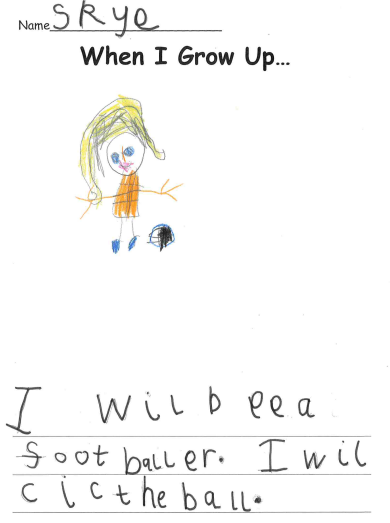 Name Skye
When I Grow Up...
I wil b eea
footballer. I wil
cic the ball.